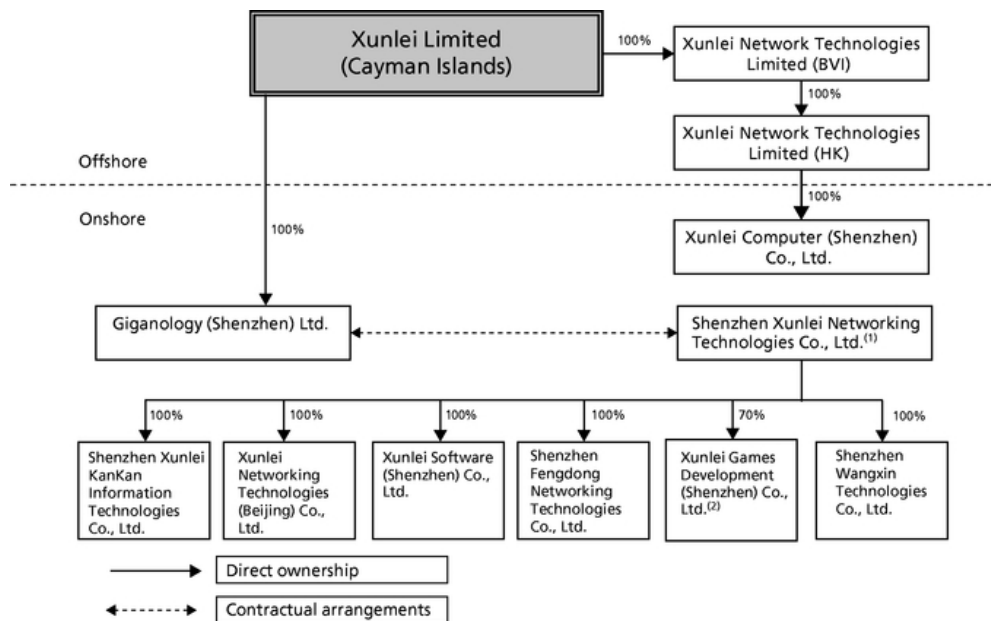 Xunlei Limited
(Cayman Islands)
100%
Xunlei Network Technologies
Limited (BVI)
100%
Xunlei Network Technologies
Limited (HK)
Offshore
100%
Onshore
100%
Xunlei Computer (Shenzhen)
Co., Ltd.
Giganology (Shenzhen) Ltd.
Shenzhen Xunlei Networking
Technologies Co., Ltd.(1)
100%
100%
100%
100%
70%
100%
Shenzhen Xunlei
KanKan
Information
Technologies
Co., Ltd.
Xunlei
Networking
Technologies
(Beijing) Co.,
Ltd.
Xunlei Software
(Shenzhen) Co.,
Ltd.
Shenzhen
Fengdong
Networking
Technologies
Co., Ltd.
Xunlei Games
Development
(Shenzhen) Co.,
Ltd.(2)
Shenzhen
Wangxin
Technologies
Co., Ltd.
Direct ownership
Contractual arrangements